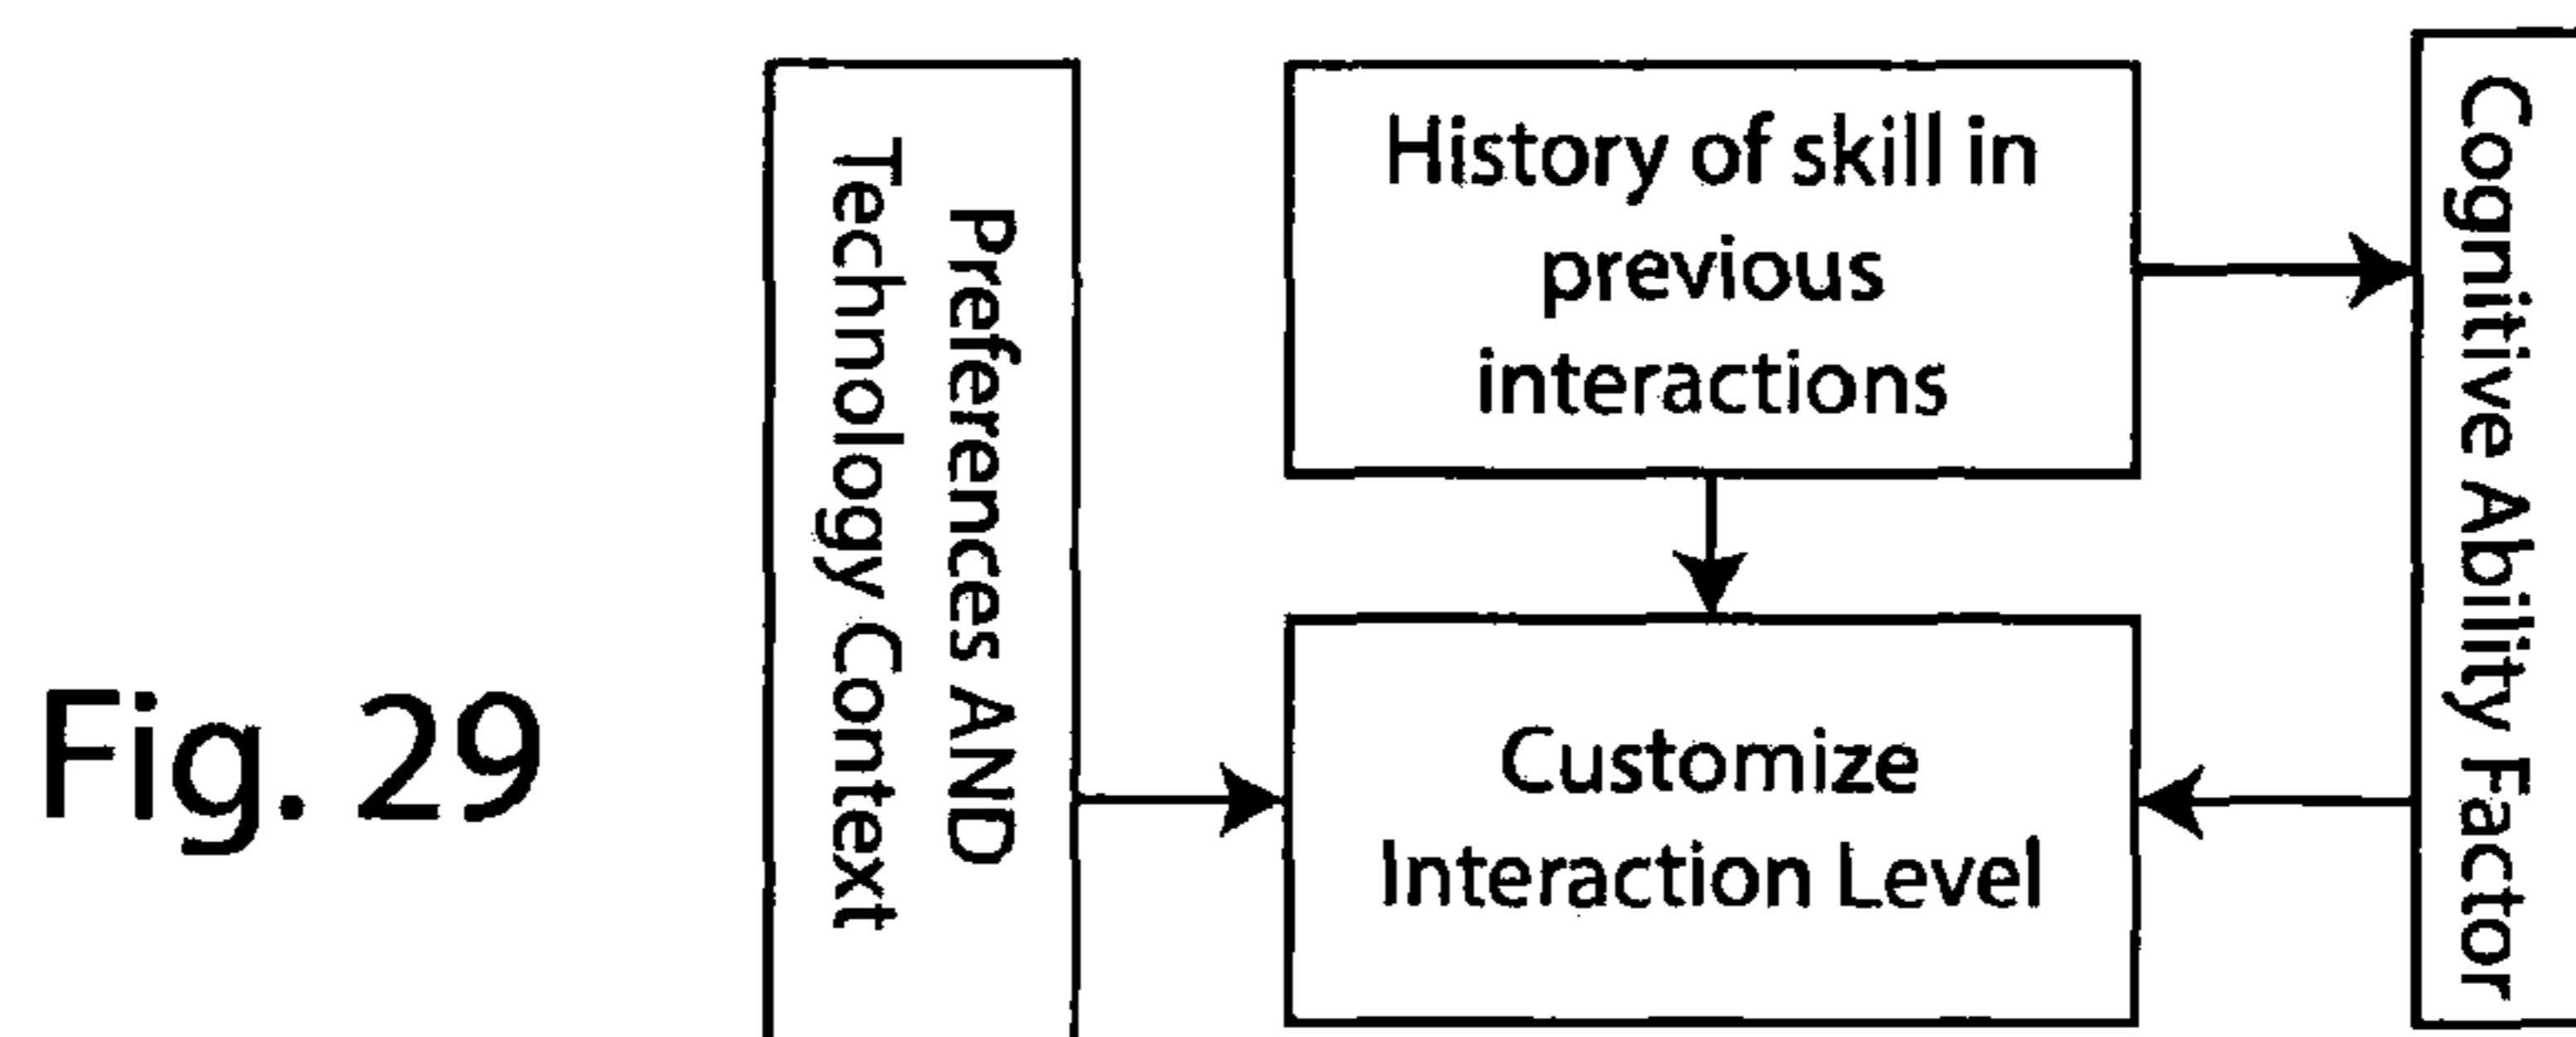 Fig. 29
Preferences AND
Technology Context
History of skill in
previous
interactions
Customize
Interaction Level
Cognitive Ability Factor